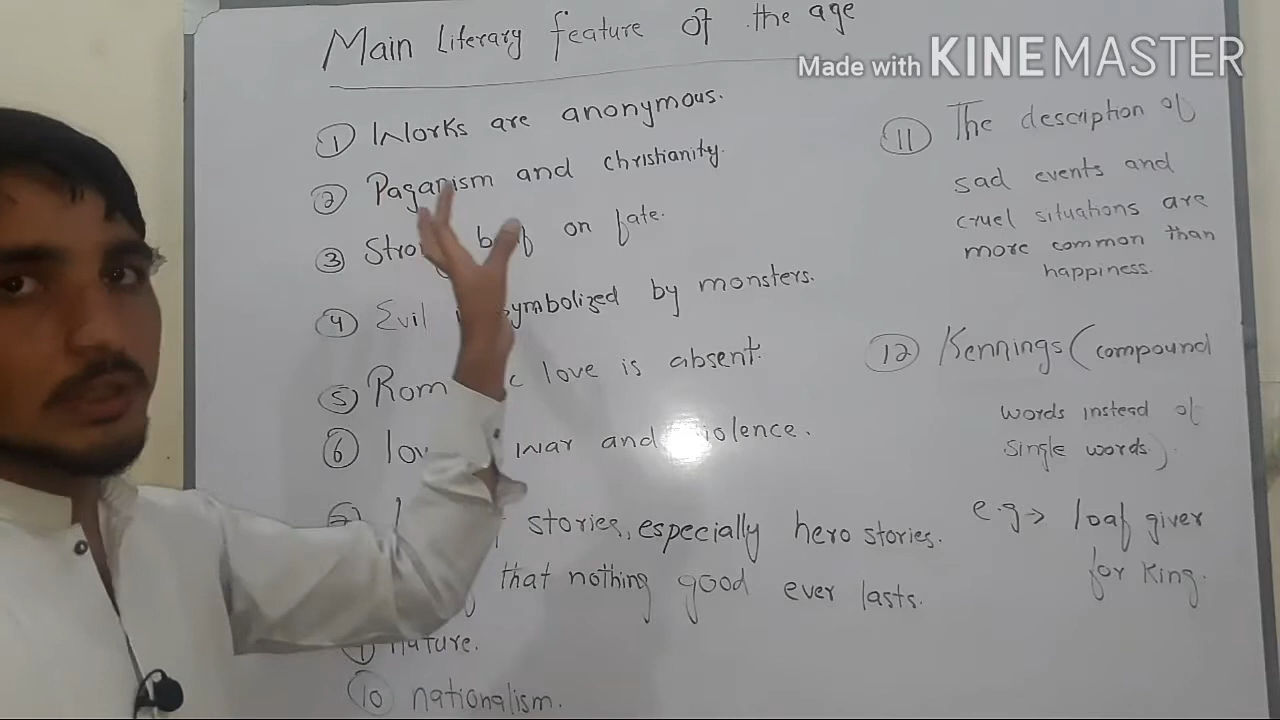 Main literary feature of the age
Made with KINEMASTER
① Works are anonymous.
② Paganism and christianity.
③ on fate.
④ Evil symbolized by monsters.
⑤ love is absent.
⑥ war and violence.
stories, especially hero stories.
that nothing good ever lasts.
nature.
⑩ nationalism.
⑪ The description of
sad events and
cruel situations are
more common than
happiness.
⑫ Kennings (compound
words instead of
single words).
e.g → loaf giver
for King.